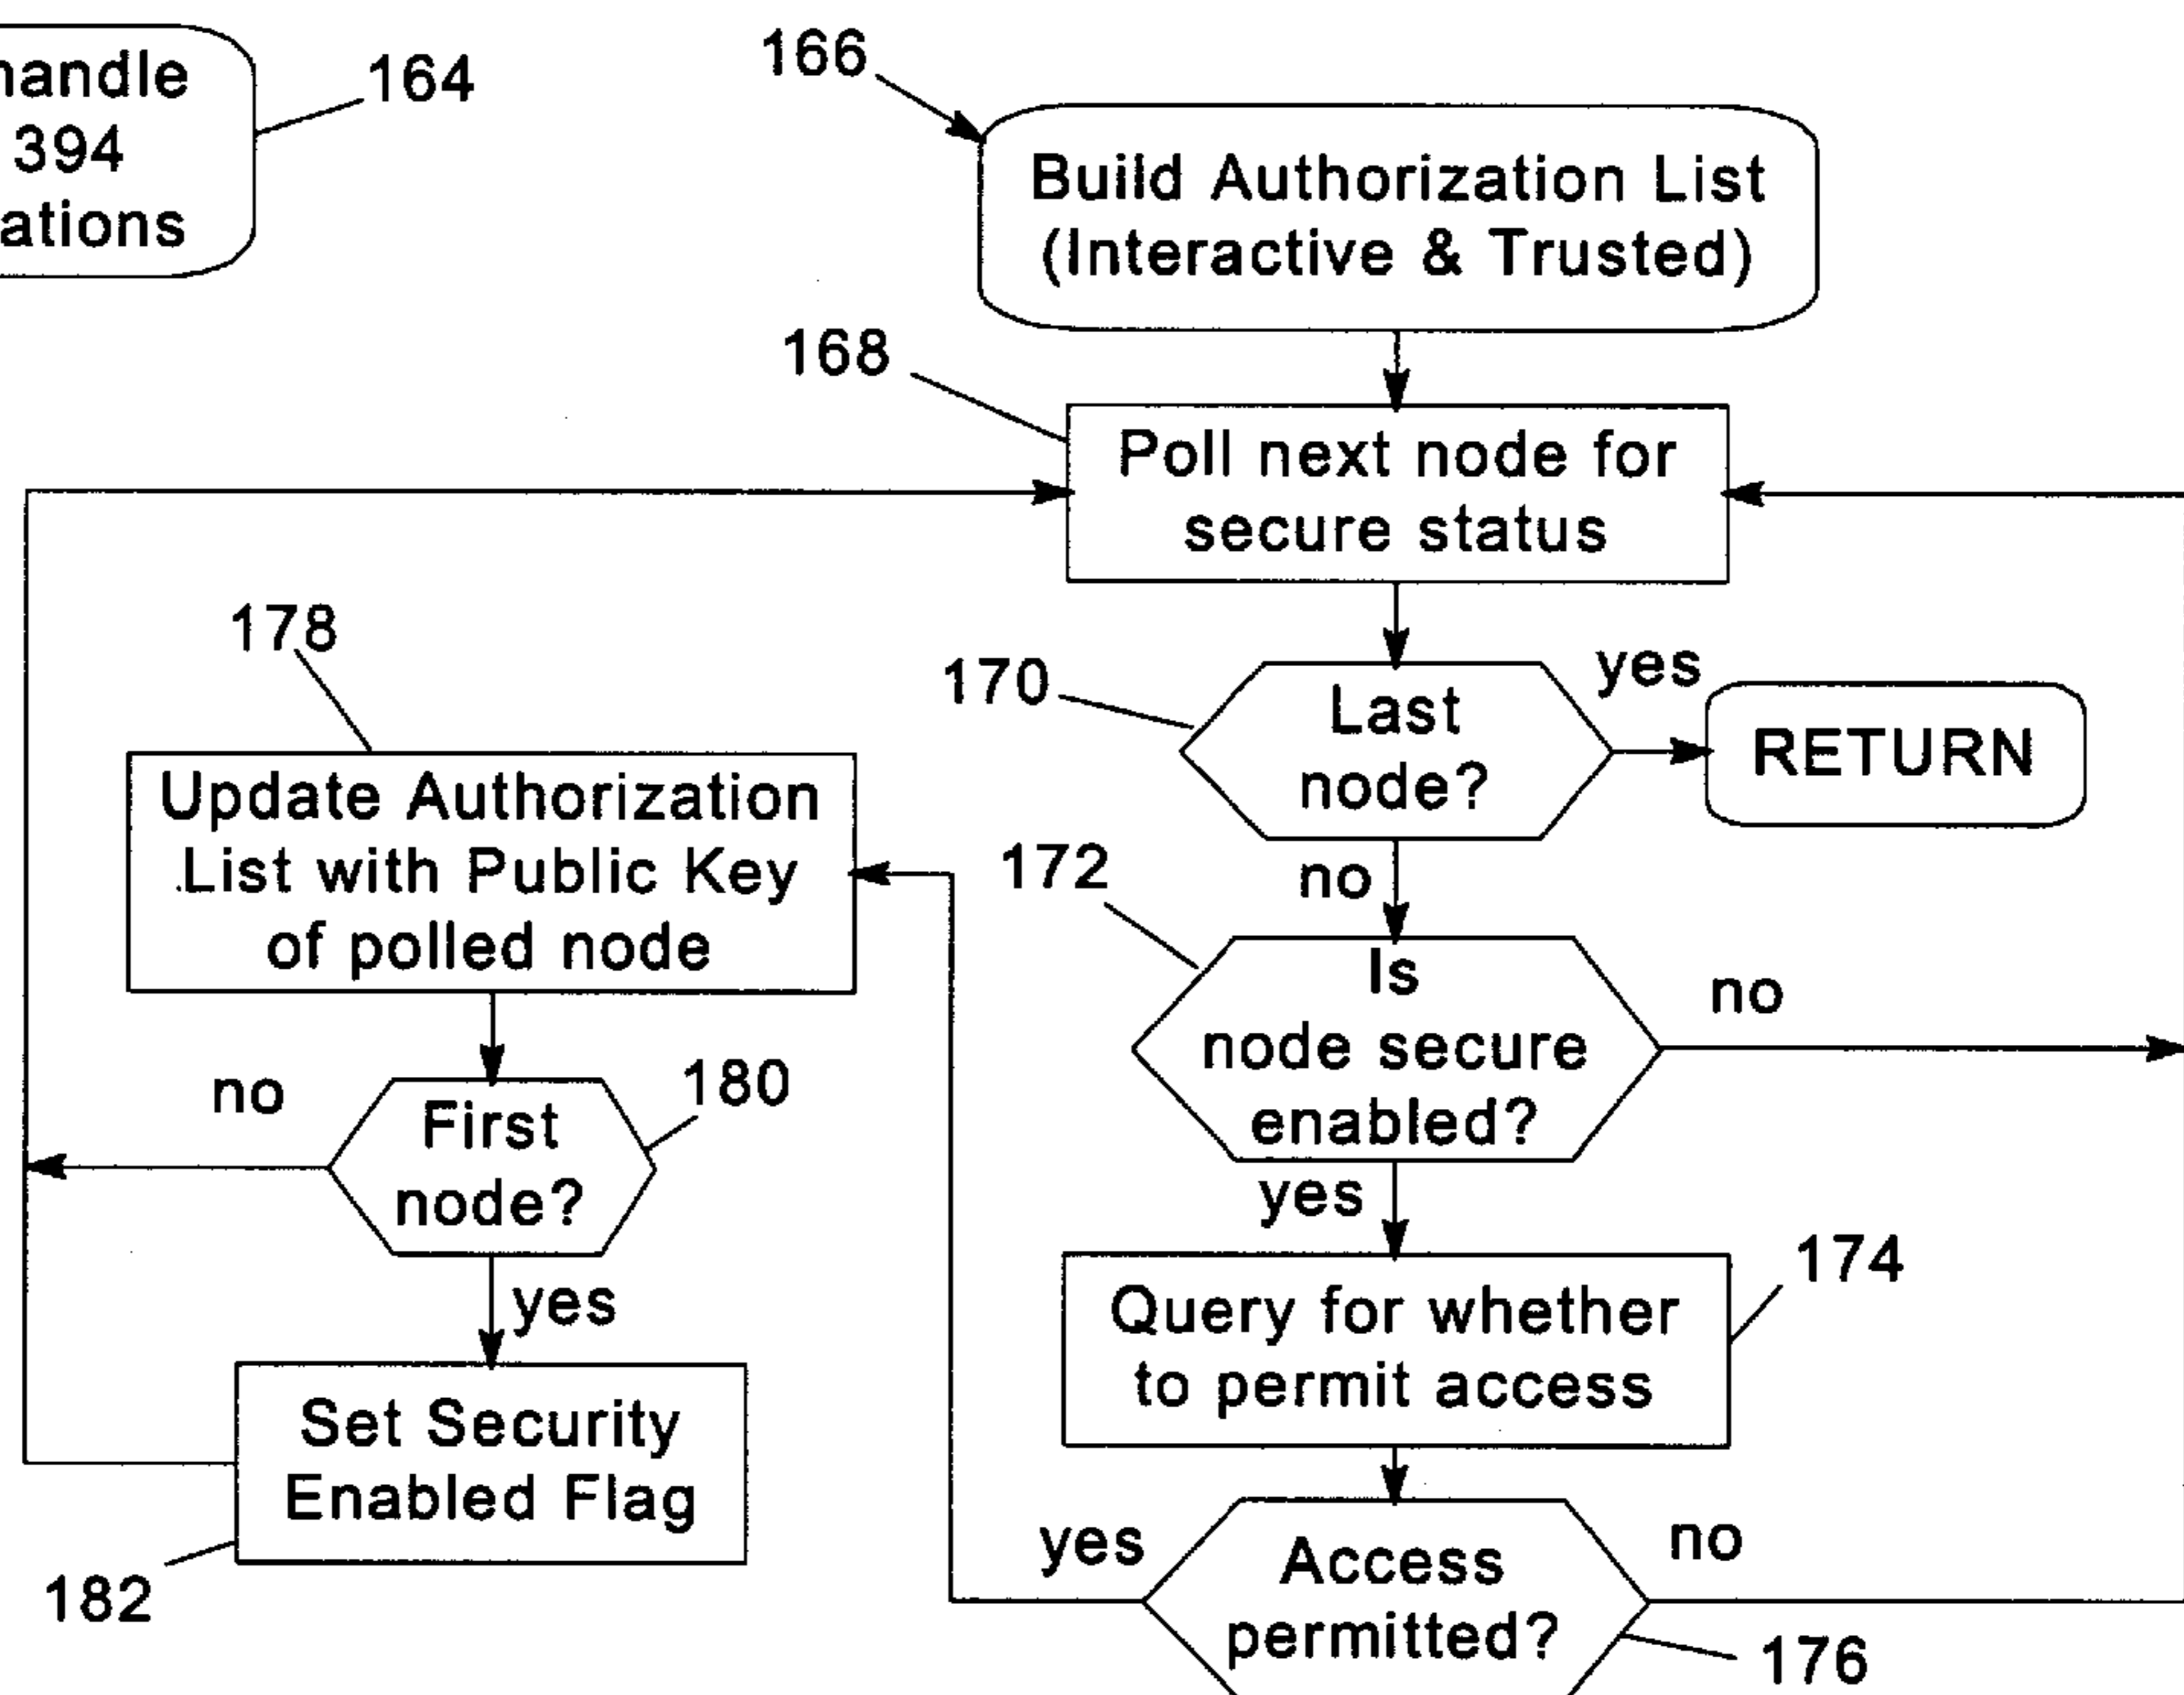 handle
394
ations
164
166
Build Authorization List
(Interactive & Trusted)
168
Poll next node for
secure status
170
Last
node?
yes
RETURN
no
172
Is
node secure
enabled?
no
yes
174
Query for whether
to permit access
176
Access
permitted?
yes
no
178
Update Authorization
List with Public Key
of polled node
180
First
node?
no
yes
Set Security
Enabled Flag
182